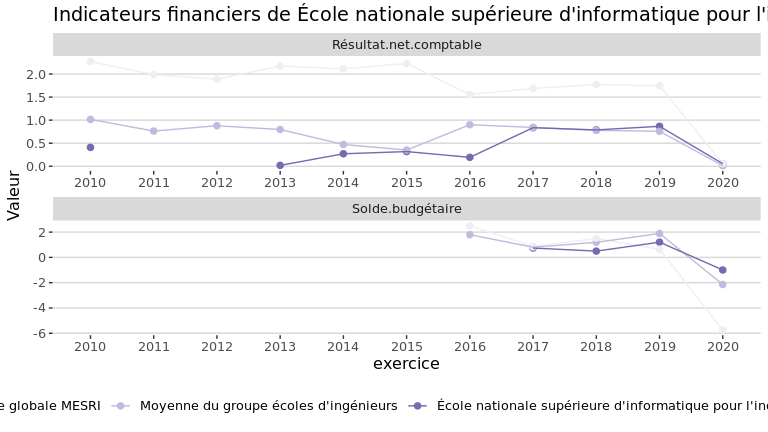 Indicateurs financiers de École nationale supérieure d'informatique pour l'i
Résultat.net.comptable
2.0
1.5
1.0
0.5
0.0
2010 2011 2012 2013 2014 2015 2016 2017 2018 2019 2020
Valeur
Solde.budgétaire
2
0
-2
-4
-6
2010 2011 2012 2013 2014 2015 2016 2017 2018 2019 2020
exercice
e globale MESRI Moyenne du groupe écoles d'ingénieurs École nationale supérieure d'informatique pour l'in